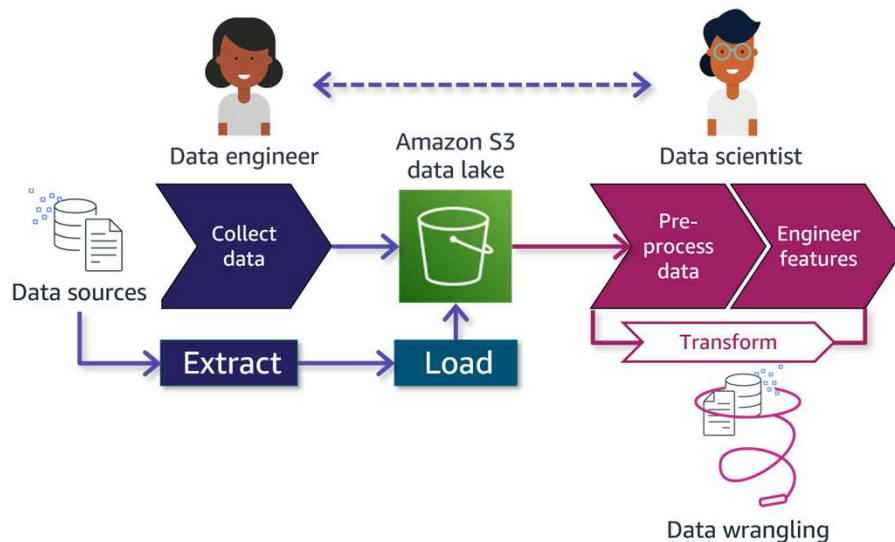 Data engineer
Amazon S3
data lake
Data scientist
Data sources
Collect
data
Pre-
process
data
Engineer
features
Extract
Load
Transform
Data wrangling